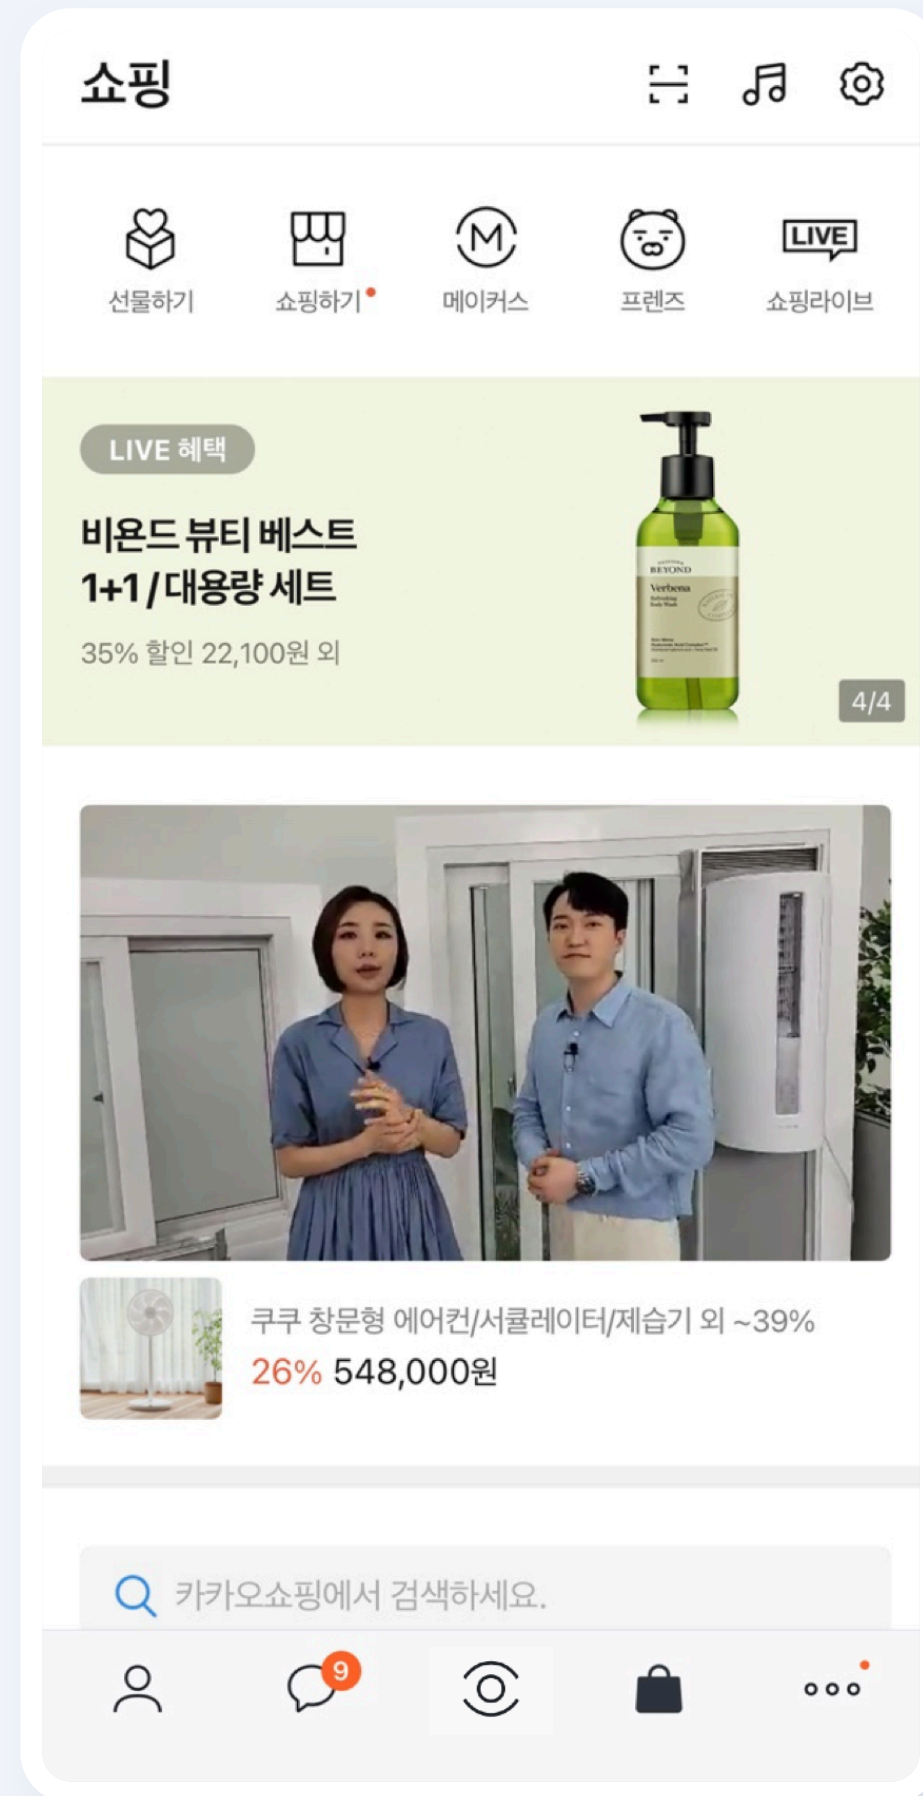 쇼핑
선물하기
쇼핑하기
M
메이커스
프렌즈
LIVE
쇼핑라이브
LIVE 혜택
비욘드 뷰티 베스트
1+1 / 대용량 세트
35% 할인 22,100원 외
BEYOND
Verbena
Refreshing
Body Wash
4/4
쿠쿠 창문형 에어컨/서큘레이터/제습기 외 ~39%
26% 548,000원
카카오쇼핑에서 검색하세요.
9